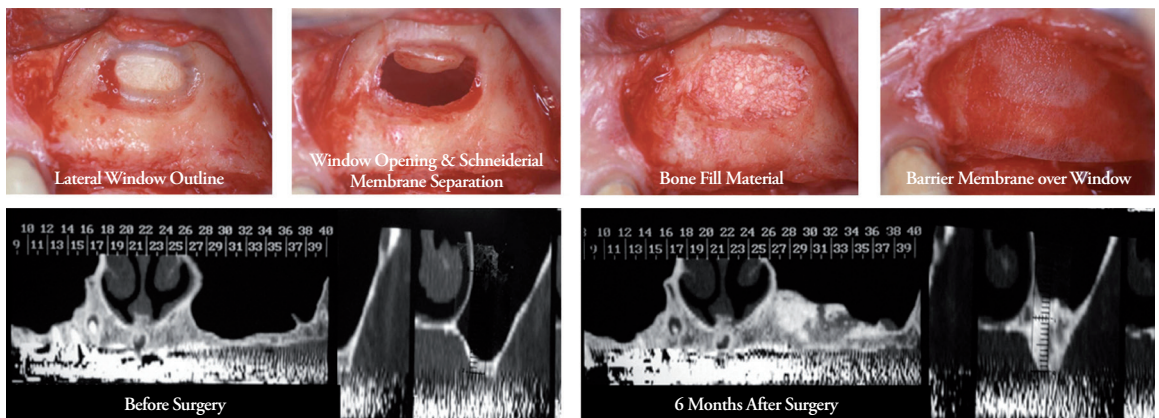 Lateral Window Outline
Window Opening & Schneiderial
Membrane Separation
Bone Fill Material
Barrier Membrane over Window
10 12 14 16 18 20 22 24 26 28 30 32 34 36 38 40
9 11 13 15 17 19 21 23 25 27 29 31 33 35 37 39
Before Surgery
10 12 14 16 18 20 22 24 26 28 30 32 34 36 38 40
9 11 13 15 17 19 21 23 25 27 29 31 33 35 37 39
6 Months After Surgery